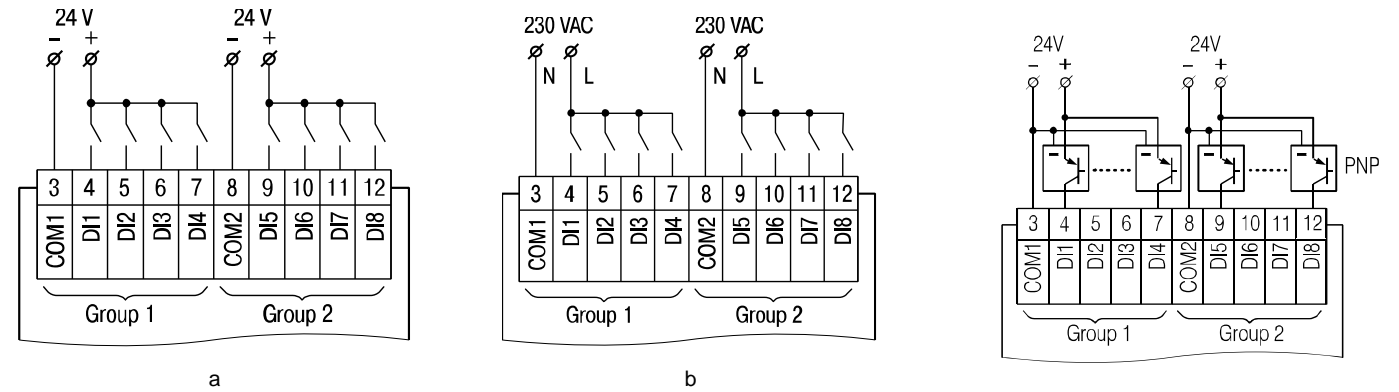 24 V 24 V
– + – +
3 4 5 6 7 8 9 10 11 12
COM1 DI1 DI2 DI3 DI4 COM2 DI5 DI6 DI7 DI8
Group 1 Group 2
a
230 VAC 230 VAC
N L N L
3 4 5 6 7 8 9 10 11 12
COM1 DI1 DI2 DI3 DI4 COM2 DI5 DI6 DI7 DI8
Group 1 Group 2
b
24V 24V
– + – +
– – – – PNP
3 4 5 6 7 8 9 10 11 12
COM1 DI1 DI2 DI3 DI4 COM2 DI5 DI6 DI7 DI8
Group 1 Group 2